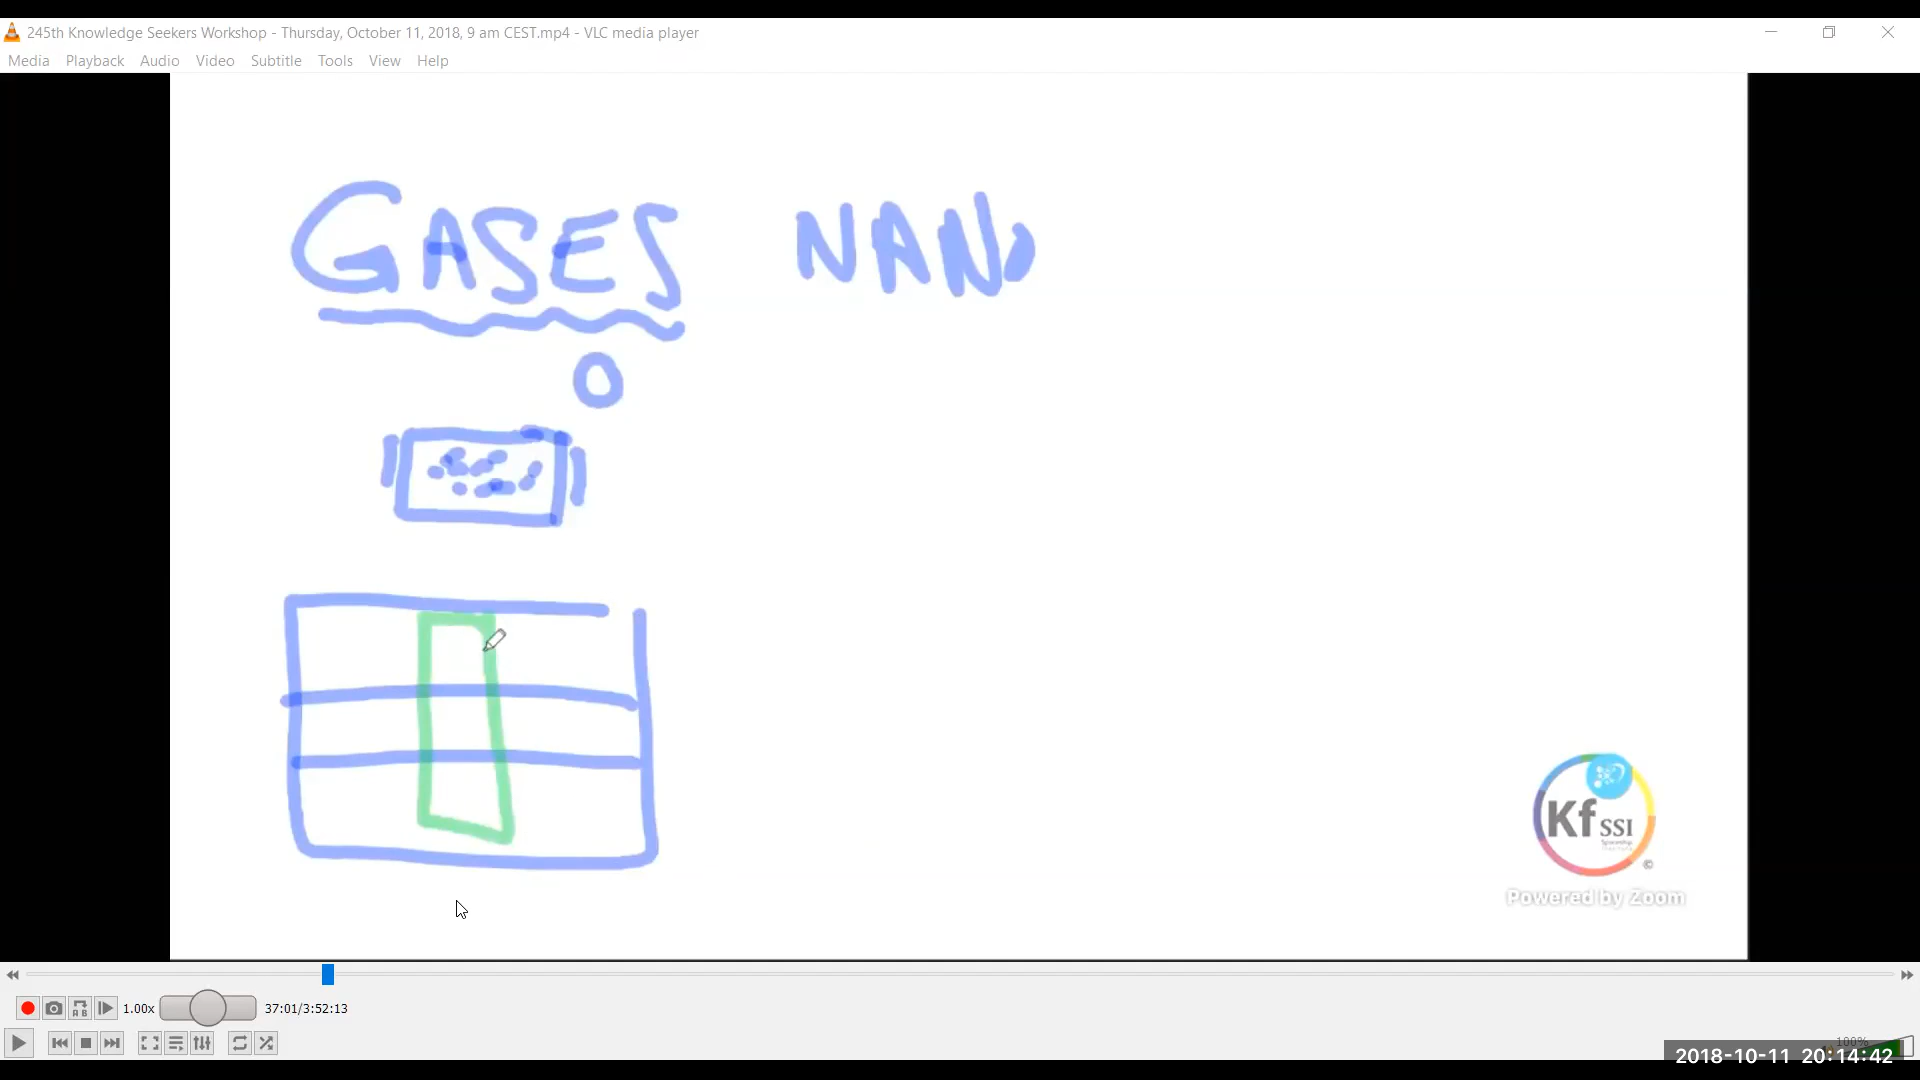 245th Knowledge Seekers Workshop - Thursday, October 11, 2018, 9 am CEST.mp4 - VLC media player
Media Playback Audio Video Subtitle Tools View Help
GASES NANO
O
Kf SSI
©
Powered by Zoom
1.00x 37:01/3:52:13
100%
2018-10-11 20:14:42